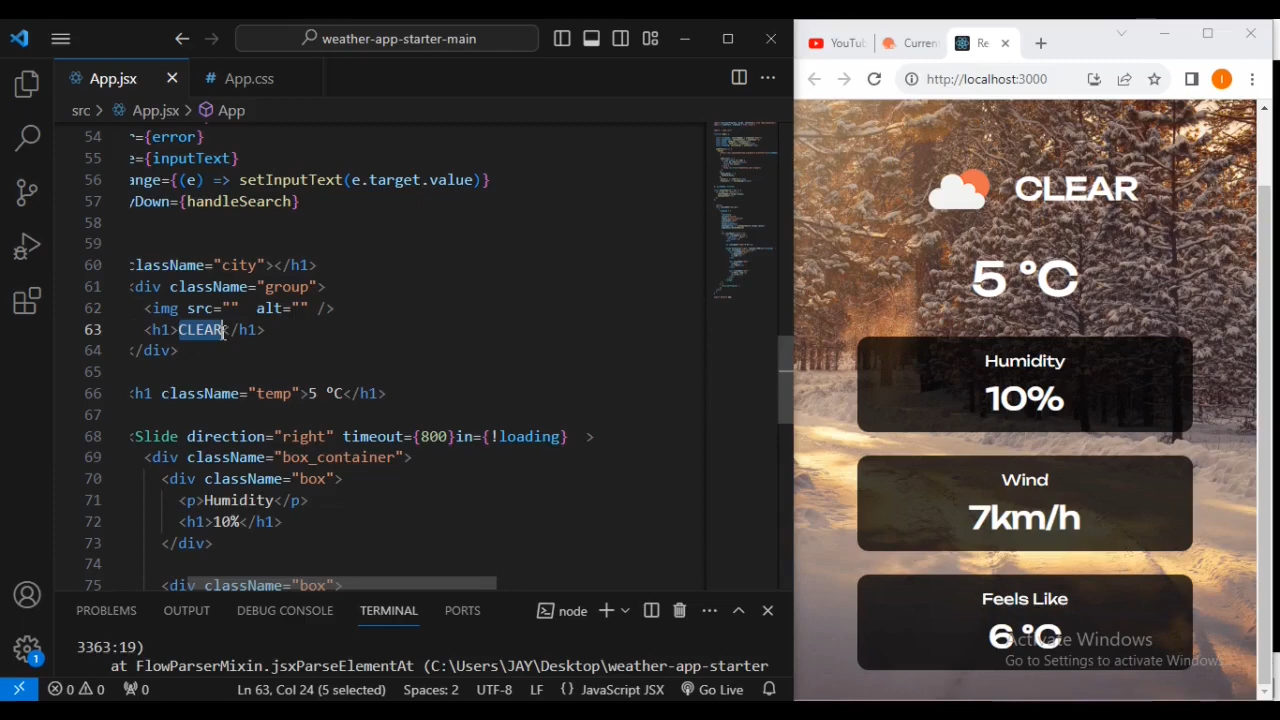 weather-app-starter-main
App.jsx
App.css
src > App.jsx > App
54 ={error}
55 ={inputText}
56 ange={(e) => setInputText(e.target.value)}
57 yDown={handleSearch}
58
59
60 className="city"></h1>
61 div className="group">
62 <img src="" alt="" />
63 <h1>CLEAR</h1>
64 </div>
65
66 h1 className="temp">5 °C</h1>
67
68 Slide direction="right" timeout={800}in={!loading} >
69 <div className="box_container">
70 <div className="box">
71 <p>Humidity</p>
72 <h1>10%</h1>
73 </div>
74
75 <div className="box">
PROBLEMS OUTPUT DEBUG CONSOLE TERMINAL PORTS node
3363:19)
at FlowParserMixin.jsxParseElementAt (C:\Users\JAY\Desktop\weather-app-starter
0 0 0 Ln 63, Col 24 (5 selected) Spaces: 2 UTF-8 LF {} JavaScript JSX Go Live
1
YouTu
Current
Re
http://localhost:3000
I
CLEAR
5 °C
Humidity
10%
Wind
7km/h
Feels Like
6 °C
Activate Windows
Go to Settings to activate Windows.